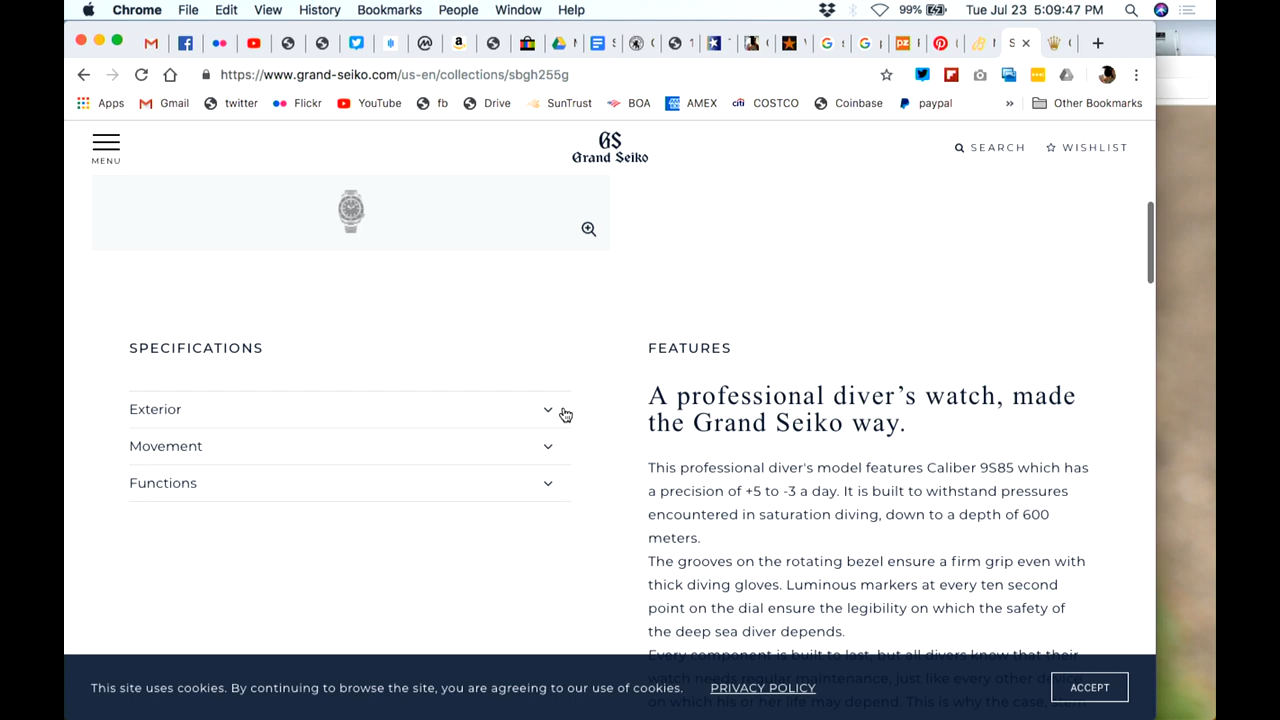 Chrome File Edit View History Bookmarks People Window Help 99% Tue Jul 23 5:09:47 PM
https://www.grand-seiko.com/us-en/collections/sbgh255g
Apps Gmail twitter Flickr YouTube fb Drive SunTrust BOA AMEX citi COSTCO Coinbase paypal » Other Bookmarks
MENU
GS
Grand Seiko
SEARCH WISHLIST
SPECIFICATIONS
Exterior
Movement
Functions
FEATURES
A professional diver’s watch, made
the Grand Seiko way.
This professional diver's model features Caliber 9S85 which has
a precision of +5 to -3 a day. It is built to withstand pressures
encountered in saturation diving, down to a depth of 600
meters.
The grooves on the rotating bezel ensure a firm grip even with
thick diving gloves. Luminous markers at every ten second
point on the dial ensure the legibility on which the safety of
the deep sea diver depends.
Every component is built to last, but all divers know that their
watch needs regular maintenance, just like every other device
on which his or her life may depend. This is why the case,
This site uses cookies. By continuing to browse the site, you are agreeing to our use of cookies. PRIVACY POLICY ACCEPT